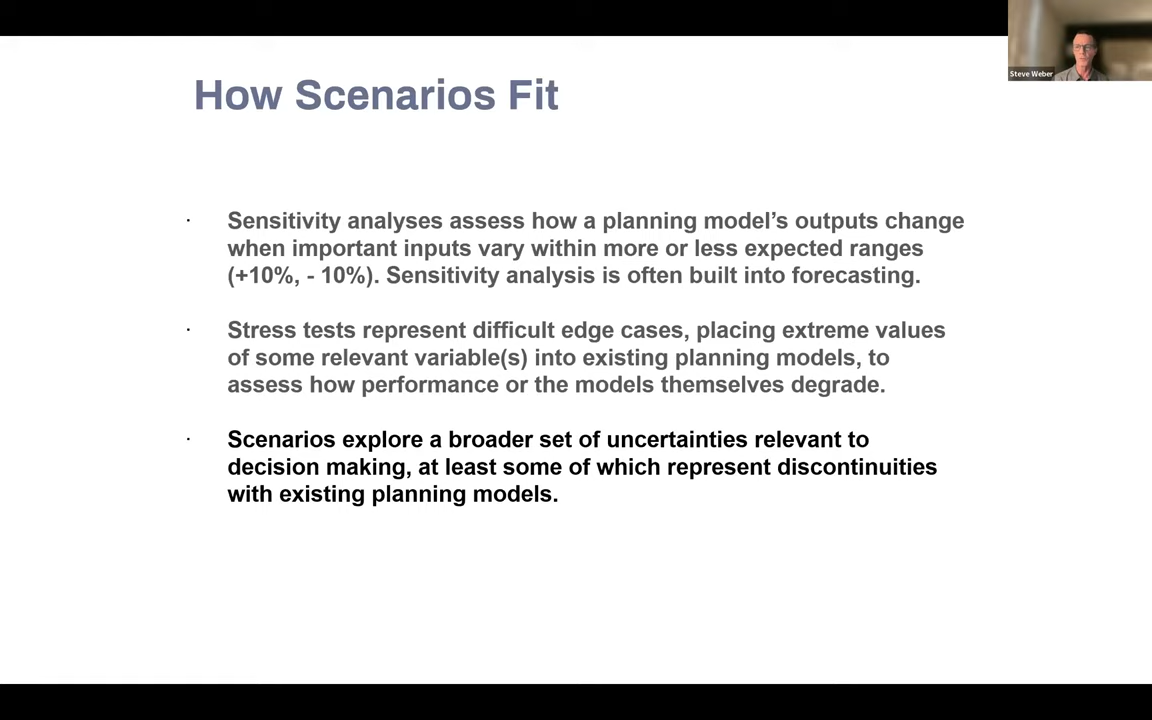 Steve Weber
How Scenarios Fit
· Sensitivity analyses assess how a planning model’s outputs change
when important inputs vary within more or less expected ranges
(+10%, - 10%). Sensitivity analysis is often built into forecasting.
· Stress tests represent difficult edge cases, placing extreme values
of some relevant variable(s) into existing planning models, to
assess how performance or the models themselves degrade.
· Scenarios explore a broader set of uncertainties relevant to
decision making, at least some of which represent discontinuities
with existing planning models.